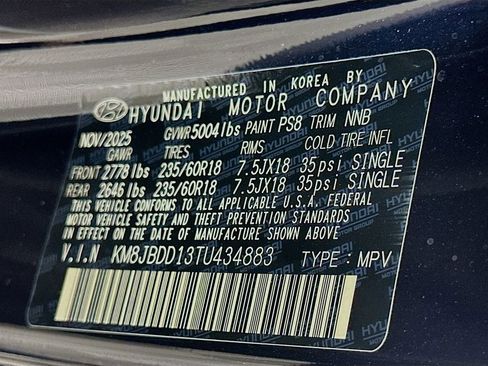 MANUFACTURED IN KOREA BY
HYUNDAI MOTOR COMPANY
NOV/2025 GVWR 5004 lbs PAINT PS8 TRIM NNB
GAWR TIRES RIMS COLD TIRE INFL
FRONT 2778 lbs 235/60R18 7.5JX18 35psi SINGLE
REAR 2646 lbs 235/60R18 7.5JX18 35psi SINGLE
THIS VEHICLE CONFORMS TO ALL APPLICABLE U.S.A. FEDERAL
MOTOR VEHICLE SAFETY AND THEFT PREVENTION STANDARDS
IN EFFECT ON THE DATE OF MANUFACTURE SHOWN ABOVE
V.I.N KM8JBDD13TU434883 TYPE : MPV